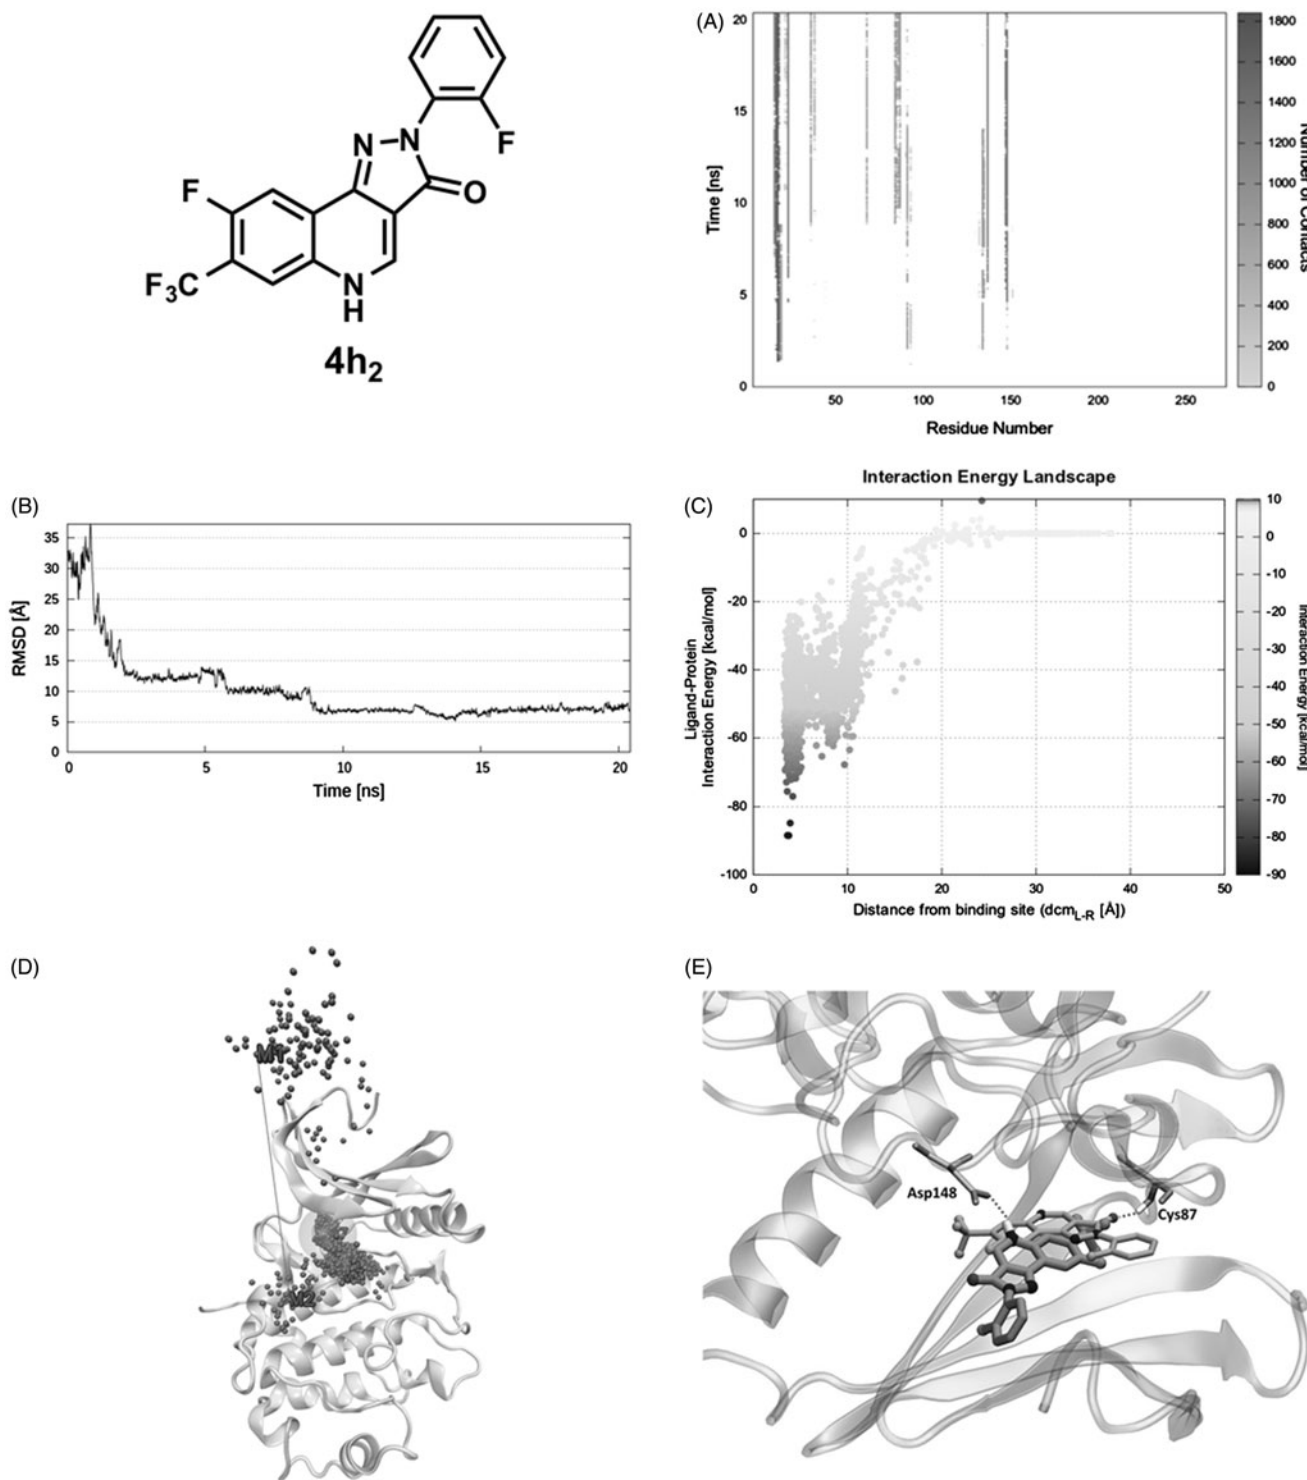 F
N
N
F
O
F
F₃C
N
H
4h₂
(A)
20
15
10
5
0
Time [ns]
50
100
150
200
250
Residue Number
1800
1600
1400
1200
1000
800
600
400
200
0
Number of Contacts
(B)
35
30
25
20
15
10
5
0
RMSD [Å]
0
5
10
15
20
Time [ns]
Interaction Energy Landscape
(C)
0
-20
-40
-60
-80
-100
Ligand-Protein
Interaction Energy [kcal/mol]
0
10
20
30
40
50
Distance from binding site (dcm_L-R [Å])
10
0
-10
-20
-30
-40
-50
-60
-70
-80
-90
Interaction Energy [kcal/mol]
(D)
M1
M2
(E)
Asp148
Cys87